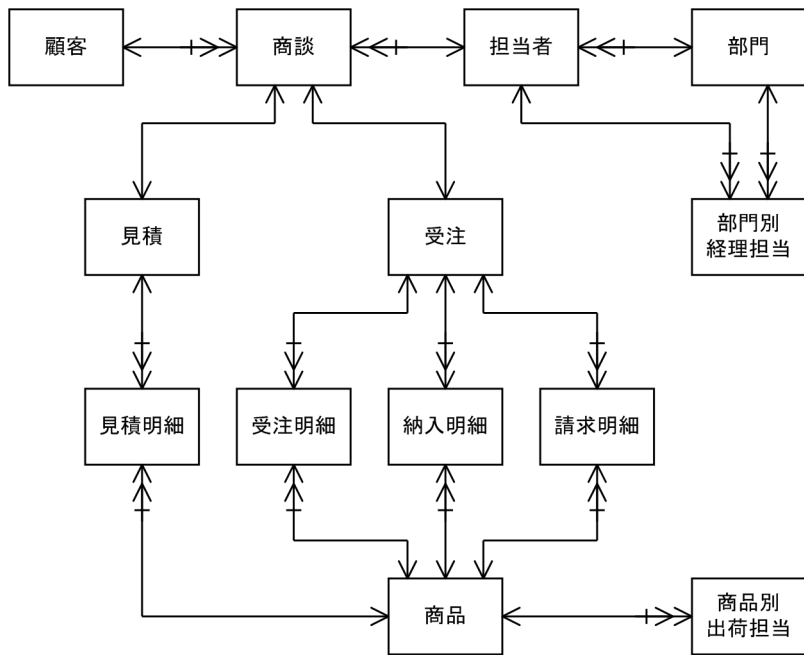 顧客
商談
担当者
部門
見積
受注
部門別
経理担当
見積明細
受注明細
納入明細
請求明細
商品
商品別
出荷担当